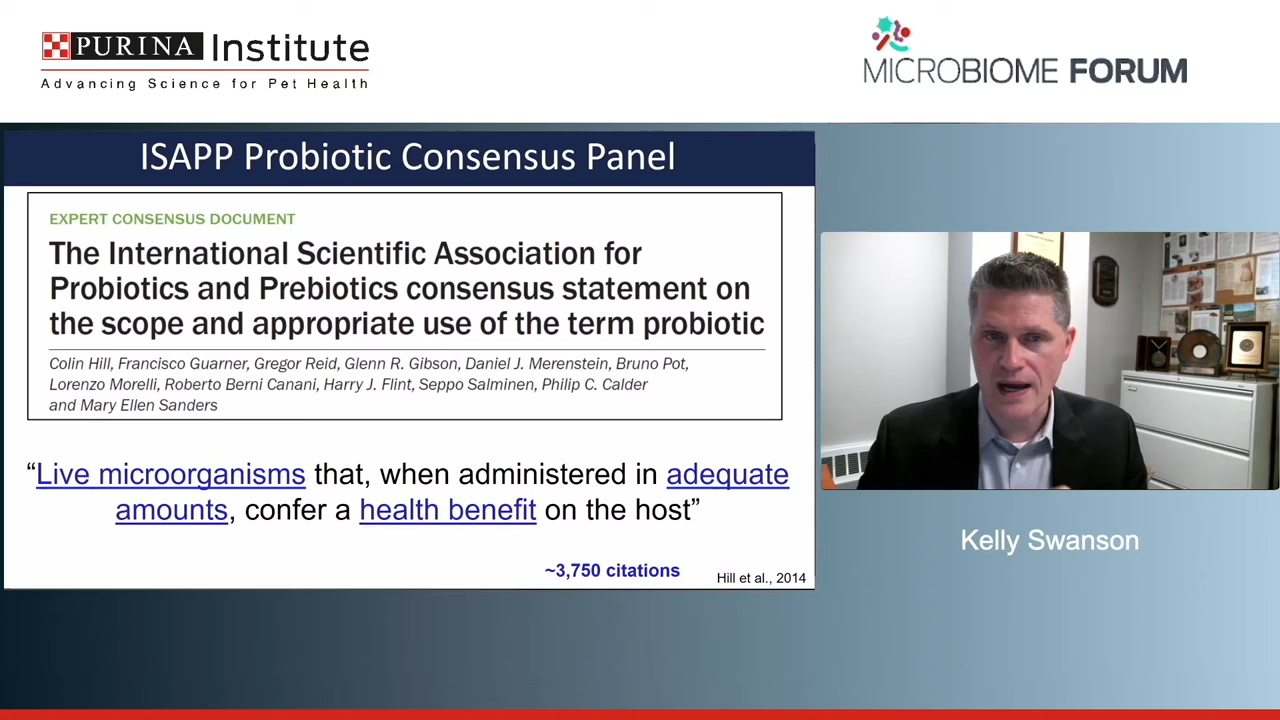 PURINA Institute
Advancing Science for Pet Health
MICROBIOME FORUM
ISAPP Probiotic Consensus Panel
EXPERT CONSENSUS DOCUMENT
The International Scientific Association for
Probiotics and Prebiotics consensus statement on
the scope and appropriate use of the term probiotic
Colin Hill, Francisco Guarner, Gregor Reid, Glenn R. Gibson, Daniel J. Merenstein, Bruno Pot,
Lorenzo Morelli, Roberto Berni Canani, Harry J. Flint, Seppo Salminen, Philip C. Calder
and Mary Ellen Sanders
“Live microorganisms that, when administered in adequate
amounts, confer a health benefit on the host”
~3,750 citations
Hill et al., 2014
Kelly Swanson